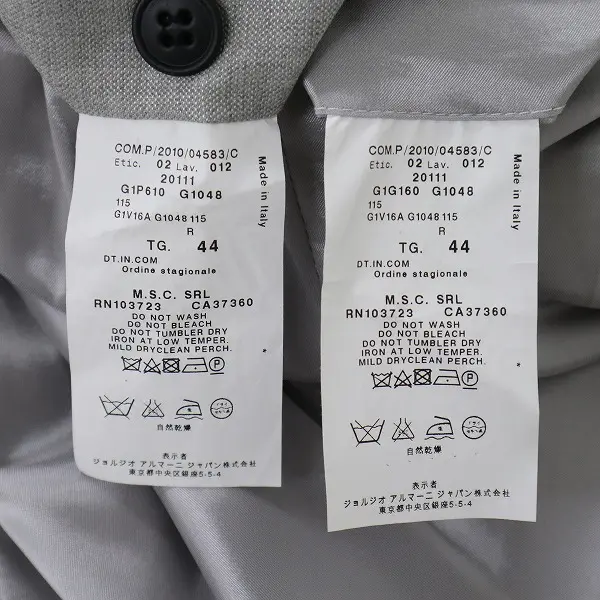 COM.P/2010/04583/C
Etic. 02 Lav. 012
20111
G1P610 G1048
115
G1V16A G1048 115
R
TG. 44
DT.IN.COM
Ordine stagionale
Made in Italy
M.S.C. SRL
RN103723 CA37360
DO NOT WASH
DO NOT BLEACH
DO NOT TUMBLER DRY
IRON AT LOW TEMPER.
MILD DRYCLEAN PERCH.
P
自然乾燥
表示者
ジョルジオ アルマーニ ジャパン株式会社
東京都中央区銀座5-5-4
COM.P/2010/04583/C
Etic. 02 Lav. 012
20111
G1G160 G1048
115
G1V16A G1048 115
R
TG. 44
DT.IN.COM
Ordine stagionale
Made in Italy
M.S.C. SRL
RN103723 CA37360
DO NOT WASH
DO NOT BLEACH
DO NOT TUMBLER DRY
IRON AT LOW TEMPER.
MILD DRYCLEAN PERCH.
P
自然乾燥
表示者
ジョルジオ アルマーニ ジャパン株式会社
東京都中央区銀座5-5-4